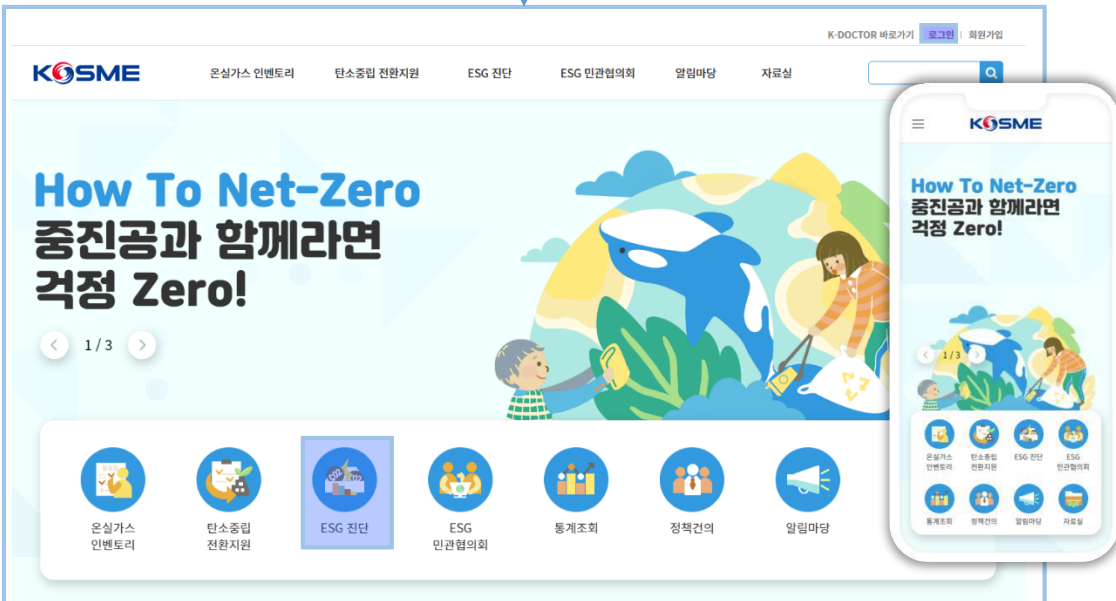 K-DOCTOR 바로가기 로그인 | 회원가입
KOSME 온실가스 인벤토리 탄소중립 전환지원 ESG 진단 ESG 민관협의회 알림마당 자료실
How To Net-Zero
중진공과 함께라면
걱정 Zero!
1 / 3
온실가스
인벤토리
탄소중립
전환지원
ESG 진단
ESG
민관협의회
통계조회
정책건의
알림마당
KOSME
How To Net-Zero
중진공과 함께라면
걱정 Zero!
1 / 3
온실가스
인벤토리
탄소중립
전환지원
ESG 진단
ESG
민관협의회
통계조회
정책건의
알림마당
자료실